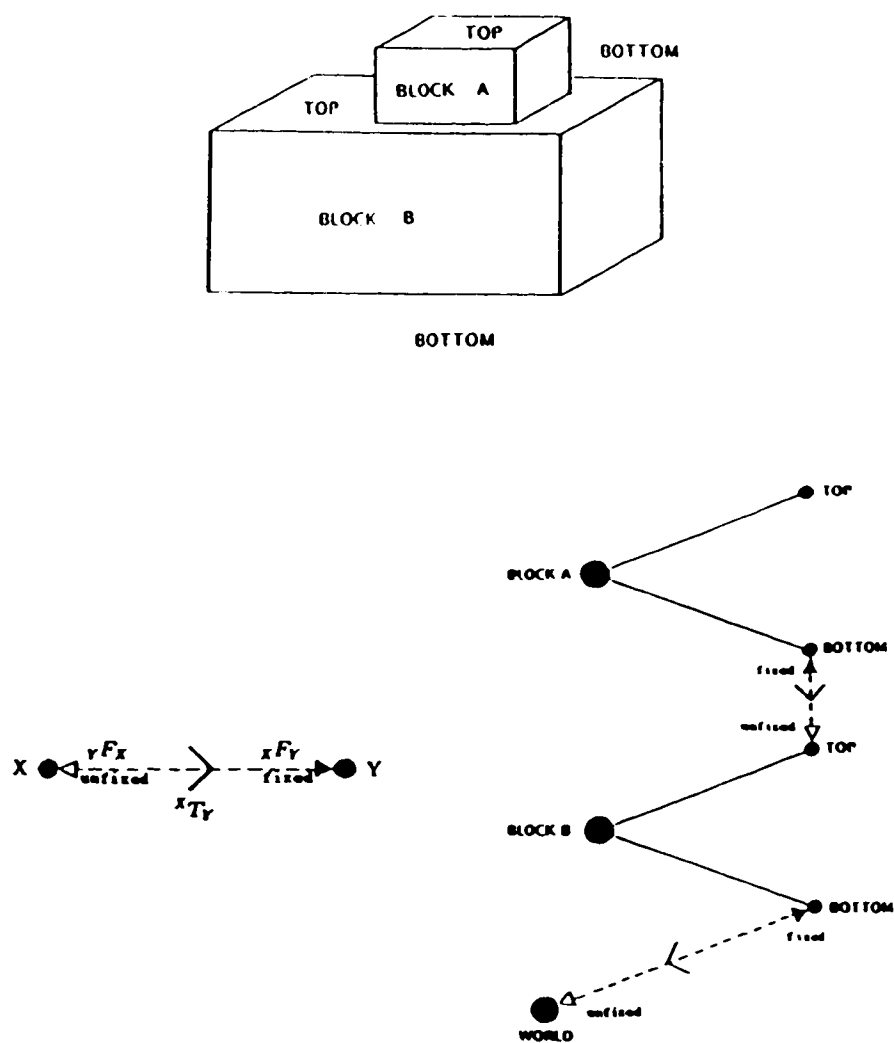 TOP
BOTTOM
BLOCK A
TOP
BLOCK B
BOTTOM
TOP
BLOCK A
BOTTOM
fixed
unfixed
TOP
X YFX unfixed XFY fixed Y
XTY
BLOCK B
BOTTOM
fixed
unfixed
WORLD